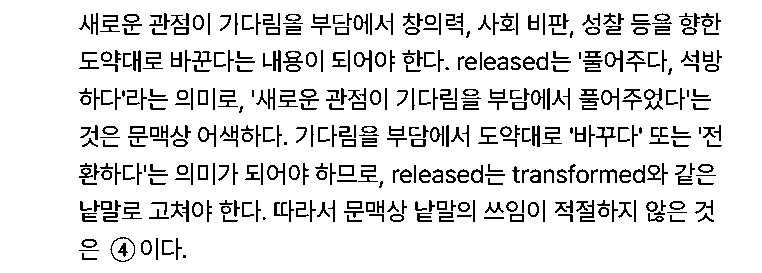 새로운 관점이 기다림을 부담에서 창의력, 사회 비판, 성찰 등을 향한
도약대로 바꾼다는 내용이 되어야 한다. released는 '풀어주다, 석방
하다'라는 의미로, '새로운 관점이 기다림을 부담에서 풀어주었다'는
것은 문맥상 어색하다. 기다림을 부담에서 도약대로 '바꾸다' 또는 '전
환하다'는 의미가 되어야 하므로, released는 transformed와 같은
낱말로 고쳐야 한다. 따라서 문맥상 낱말의 쓰임이 적절하지 않은 것
은 ④이다.